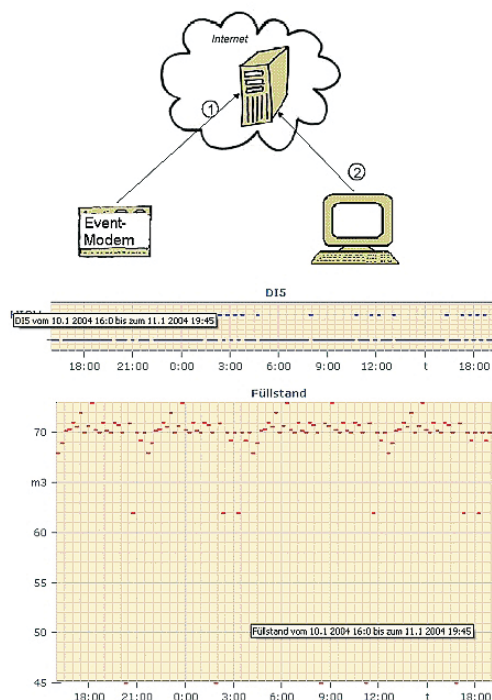 Internet
1
2
Event-
Modem
DI5
DI5 vom 10.1 2004 16:0 bis zum 11.1 2004 19:45
18:00 21:00 0:00 3:00 6:00 9:00 12:00 t 18:00
Füllstand
70
m3
60
55
50
Füllstand vom 10.1 2004 16:0 bis zum 11.1 2004 19:45
45
18:00 21:00 0:00 3:00 6:00 9:00 12:00 t 18:00